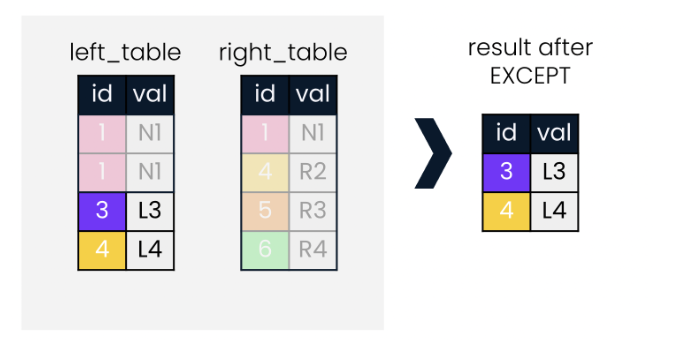 left_table right_table
id val id val
1 N1 1 N1
1 N1 4 R2
3 L3 5 R3
4 L4 6 R4
result after
EXCEPT
id val
3 L3
4 L4